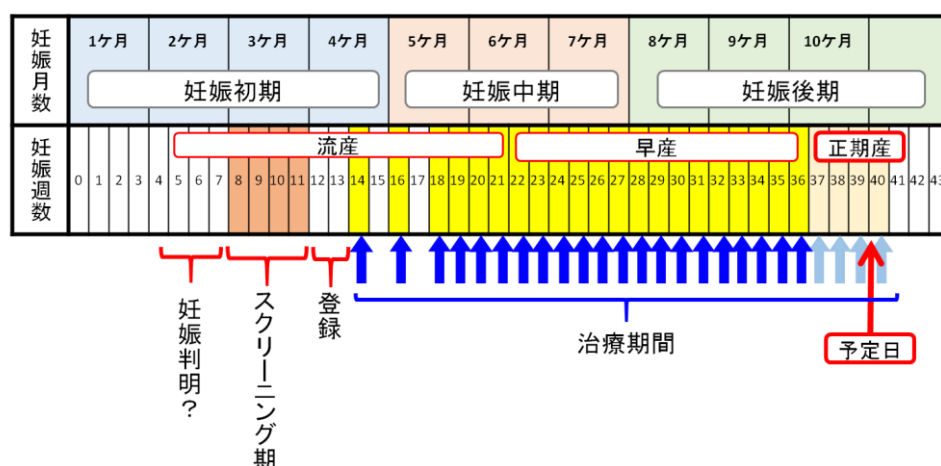 妊娠月数
1ケ月 2ケ月 3ケ月 4ケ月 5ケ月 6ケ月 7ケ月 8ケ月 9ケ月 10ケ月
妊娠初期 妊娠中期 妊娠後期
妊娠週数
流産 早産 正期産
0 1 2 3 4 5 6 7 8 9 10 11 12 13 14 15 16 17 18 19 20 21 22 23 24 25 26 27 28 29 30 31 32 33 34 35 36 37 38 39 40 41 42 43
妊娠判明?
スクリーニング期
登録
治療期間
予定日